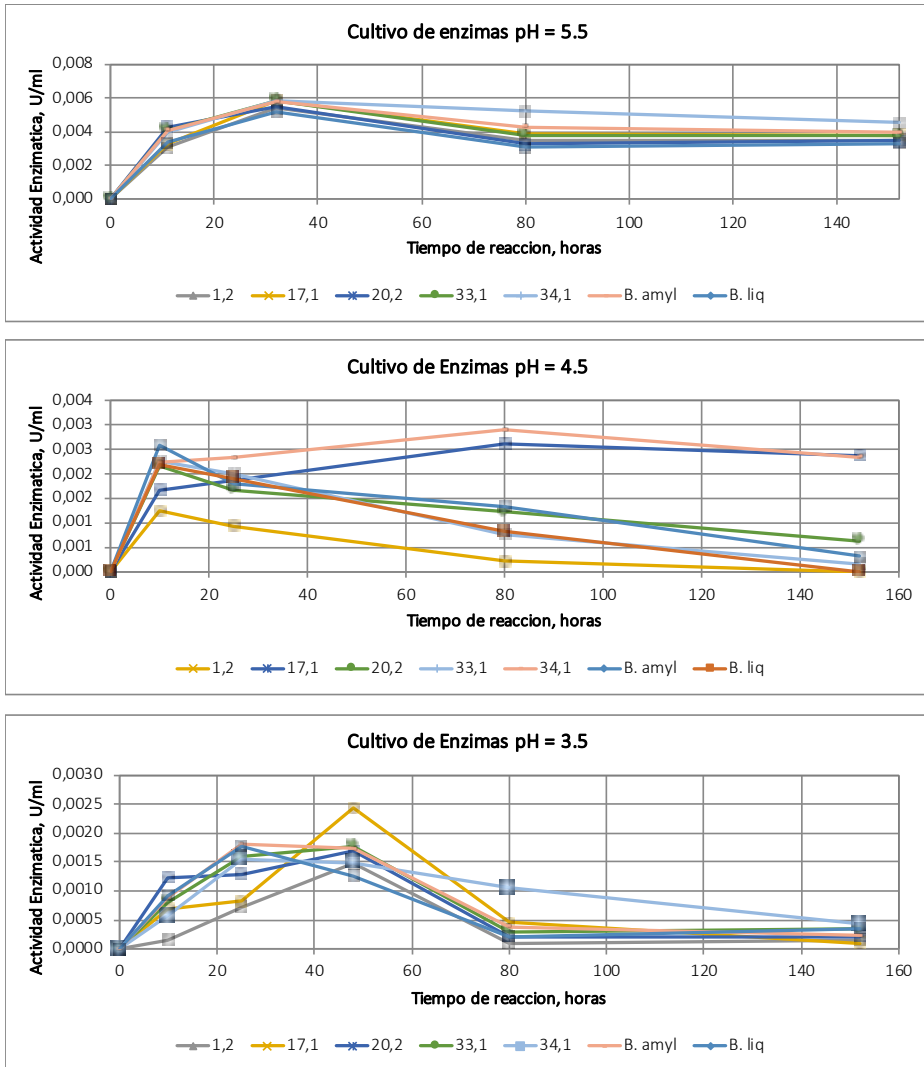 Cultivo de enzimas pH = 5.5
Actividad Enzimatica, U/ml
0,008
0,006
0,004
0,002
0,000
0 20 40 60 80 100 120 140
Tiempo de reaccion, horas
1,2 17,1 20,2 33,1 34,1 B. amyl B. liq
Cultivo de Enzimas pH = 4.5
Actividad Enzimatica, U/ml
0,004
0,003
0,003
0,002
0,002
0,001
0,001
0,000
0 20 40 60 80 100 120 140 160
Tiempo de reaccion, horas
1,2 17,1 20,2 33,1 34,1 B. amyl B. liq
Cultivo de Enzimas pH = 3.5
Actividad Enzimatica, U/ml
0,0030
0,0025
0,0020
0,0015
0,0010
0,0005
0,0000
0 20 40 60 80 100 120 140 160
Tiempo de reaccion, horas
1,2 17,1 20,2 33,1 34,1 B. amyl B. liq